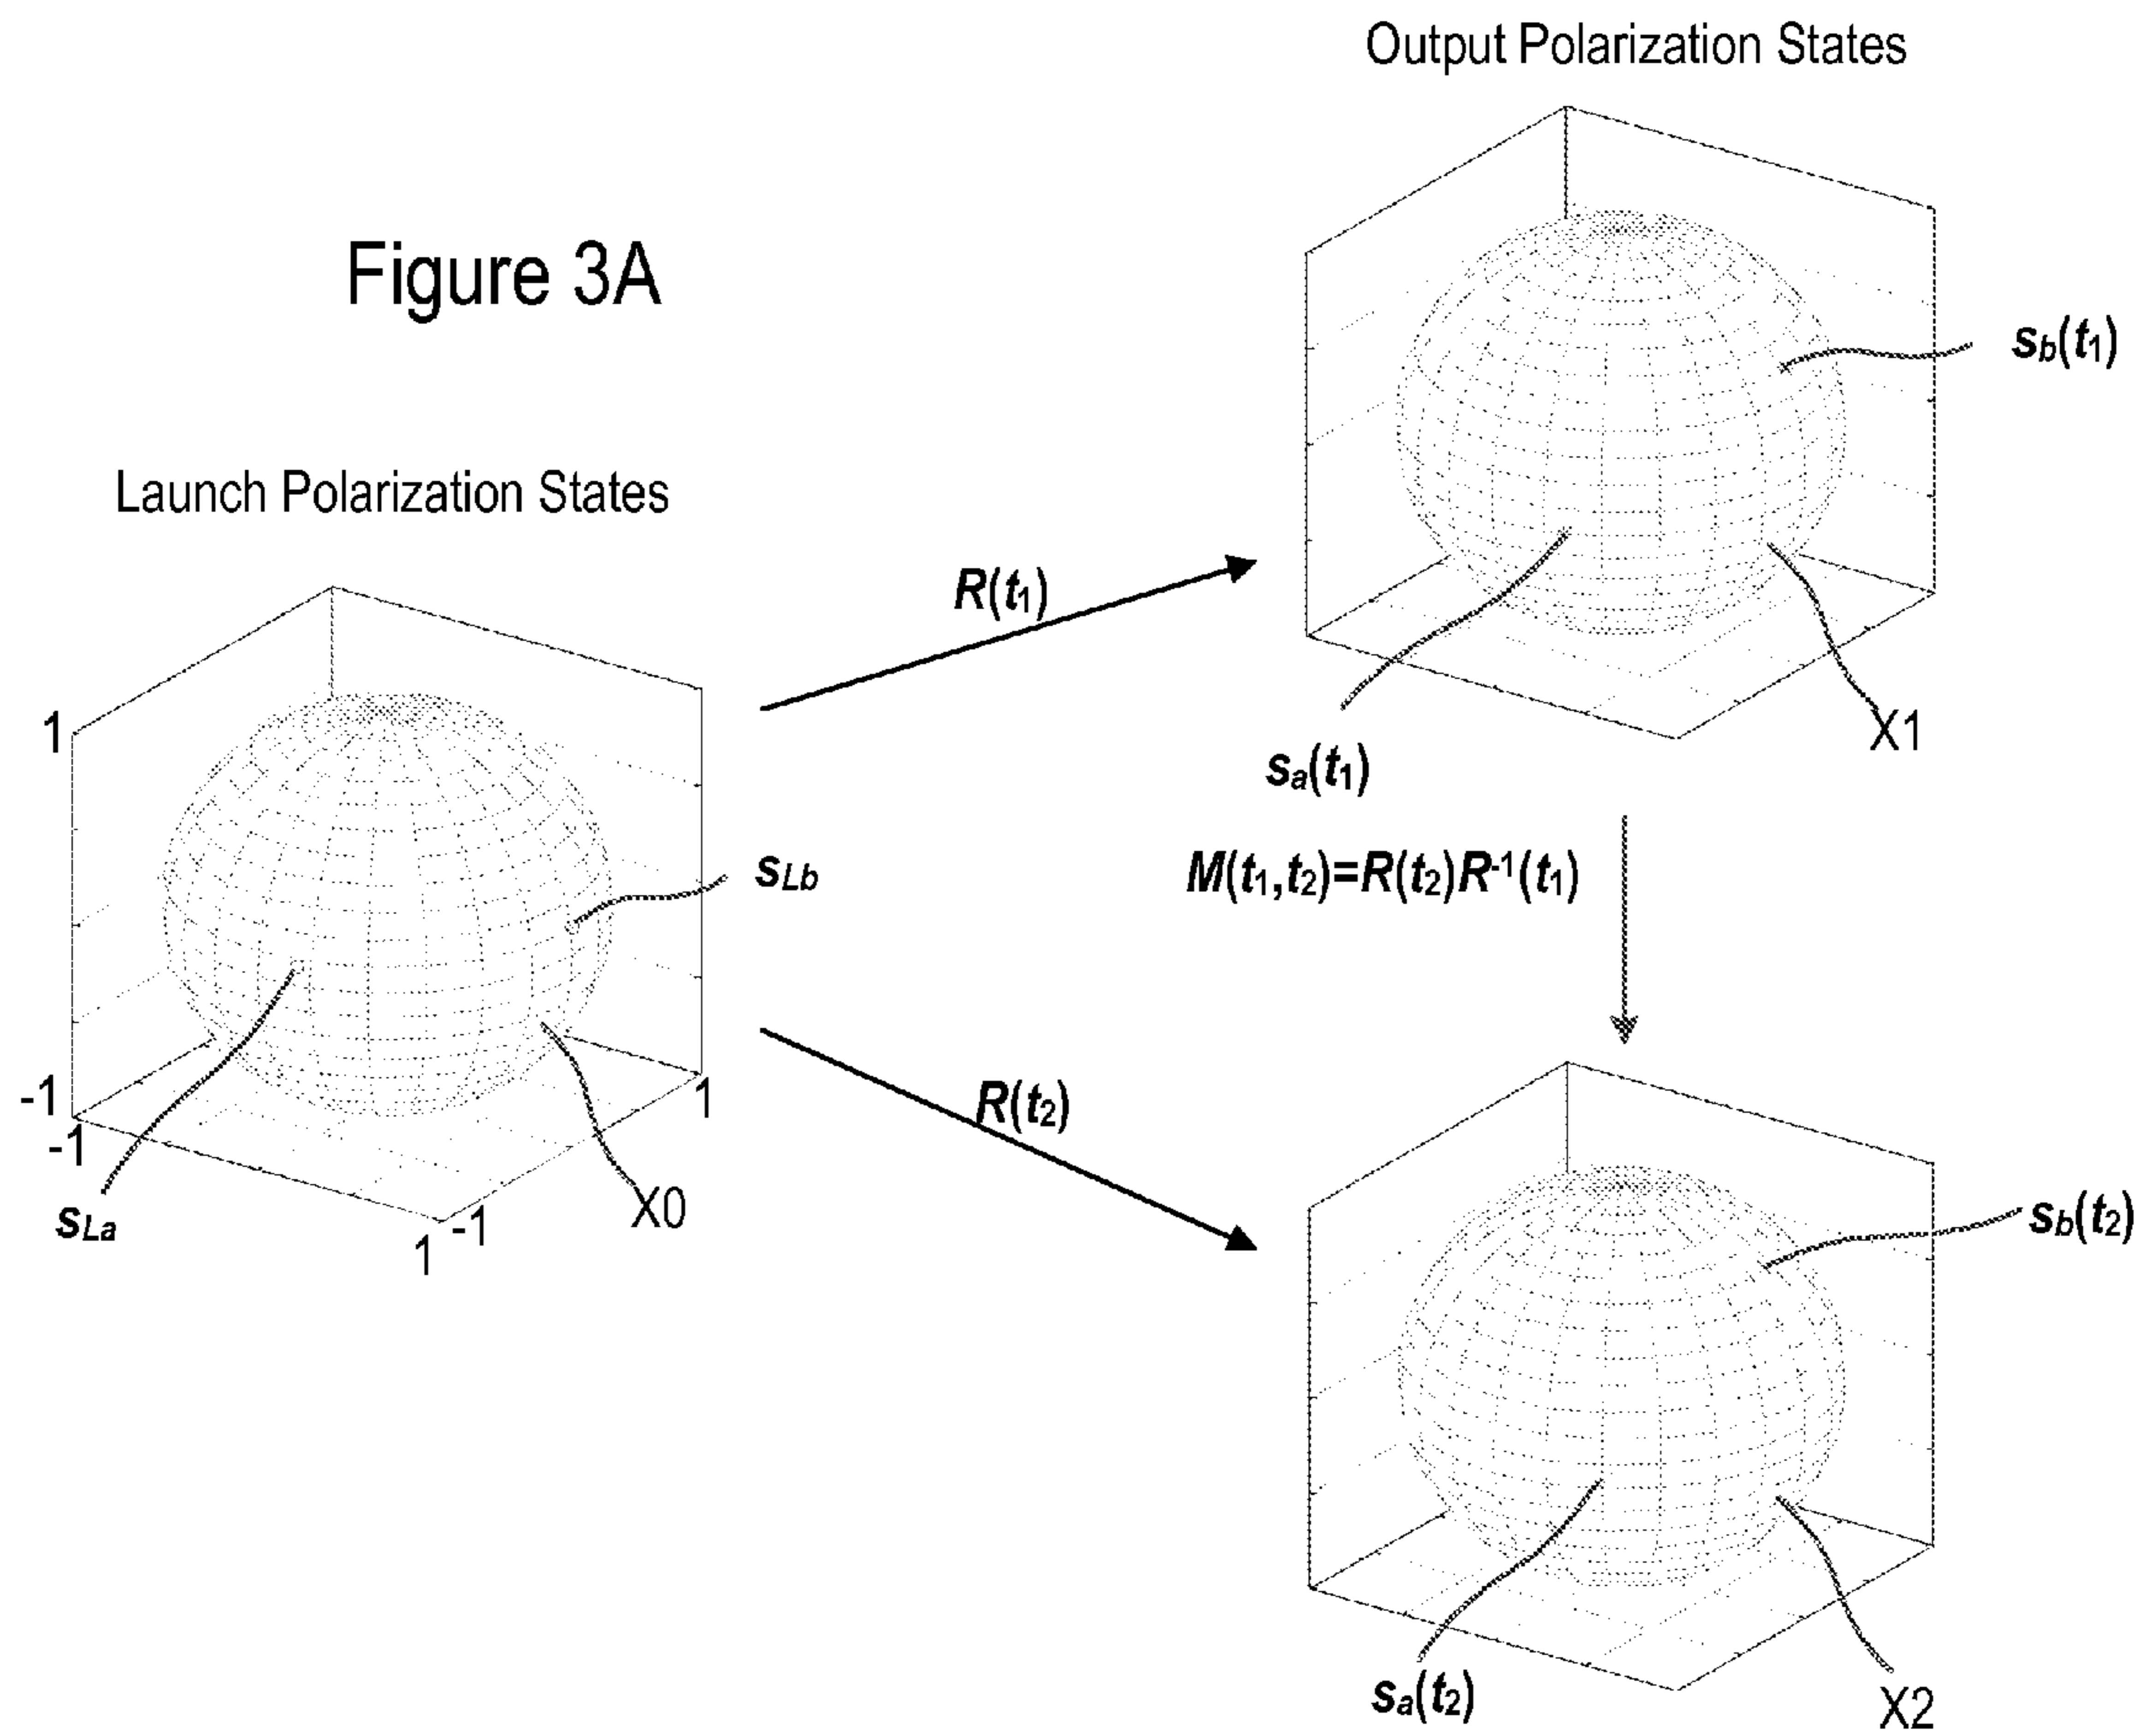 Output Polarization States
Figure 3A
sb(t1)
Launch Polarization States
R(t1)
X1
sa(t1)
1
M(t1,t2)=R(t2)R-1(t1)
sLb
-1
-1
1
R(t2)
sLa
X0
1
-1
sb(t2)
sa(t2)
X2